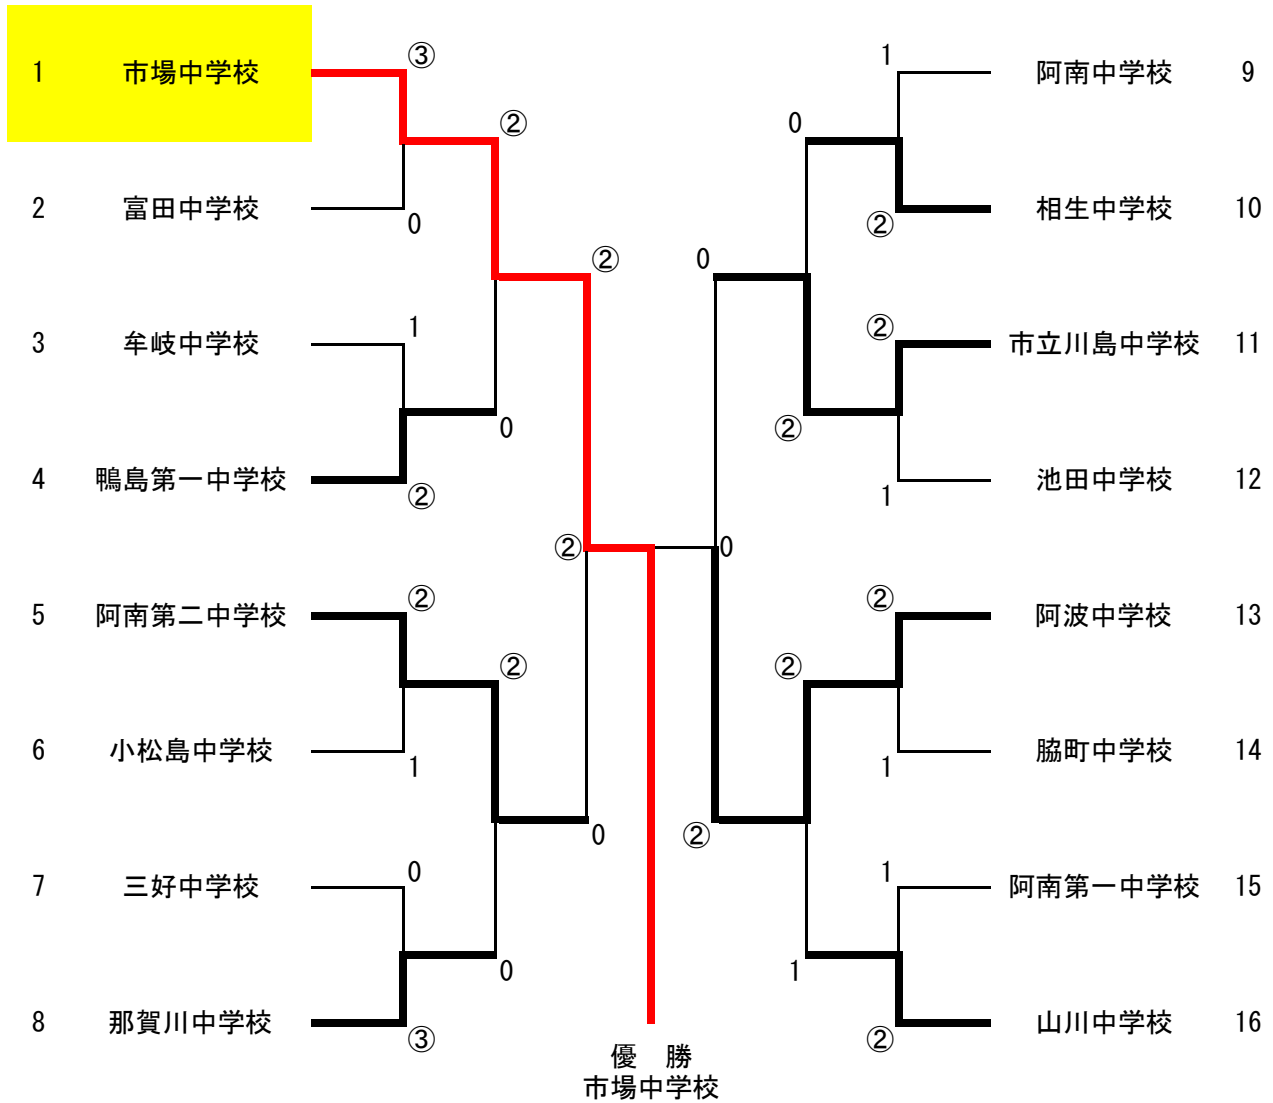 ③
1
1 市場中学校
阿南中学校 9
②
0
2 富田中学校
0
②
相生中学校 10
②
0
1
②
3 牟岐中学校
市立川島中学校 11
0
②
4 鴨島第一中学校
②
1
池田中学校 12
②
0
②
②
5 阿南第二中学校
阿波中学校 13
②
②
6 小松島中学校
1
1
脇町中学校 14
0
②
0
1
7 三好中学校
阿南第一中学校 15
0
1
8 那賀川中学校
③
②
山川中学校 16
優 勝
市場中学校